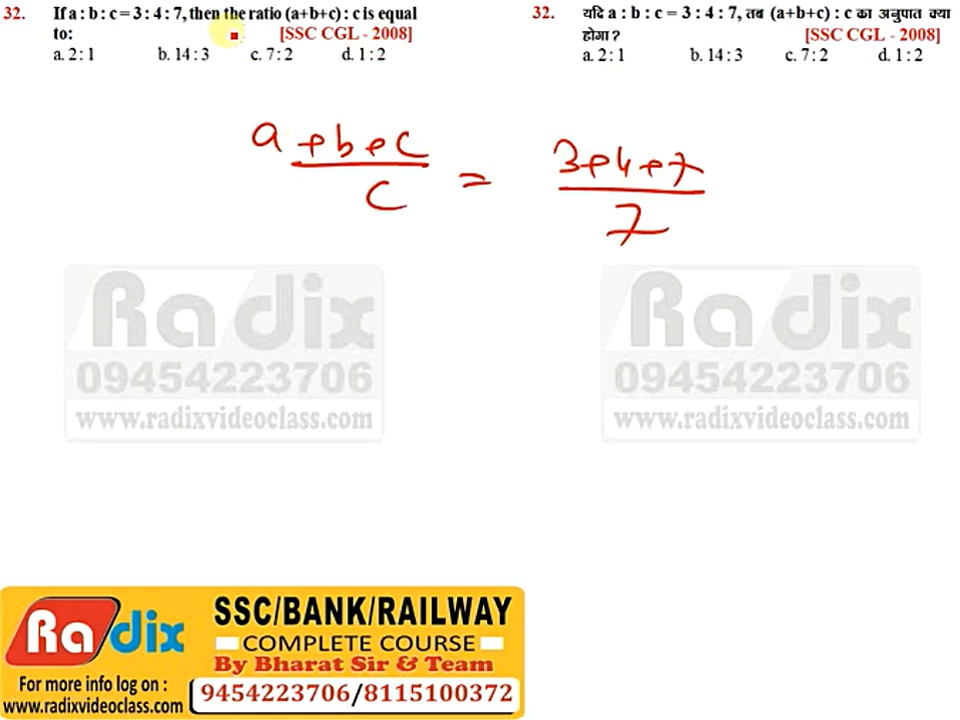 32. If a : b : c = 3 : 4 : 7, then the ratio (a+b+c) : c is equal
to: [SSC CGL - 2008]
a. 2 : 1 b. 14 : 3 c. 7 : 2 d. 1 : 2
32. यदि a : b : c = 3 : 4 : 7, तब (a+b+c) : c का अनुपात क्या
होगा ? [SSC CGL - 2008]
a. 2 : 1 b. 14 : 3 c. 7 : 2 d. 1 : 2
a+b+c
c
=
3+4+7
7
Radix
09454223706
www.radixvideoclass.com
Radix
09454223706
www.radixvideoclass.com
Radix
For more info log on :
www.radixvideoclass.com
SSC/BANK/RAILWAY
COMPLETE COURSE
By Bharat Sir & Team
9454223706/8115100372